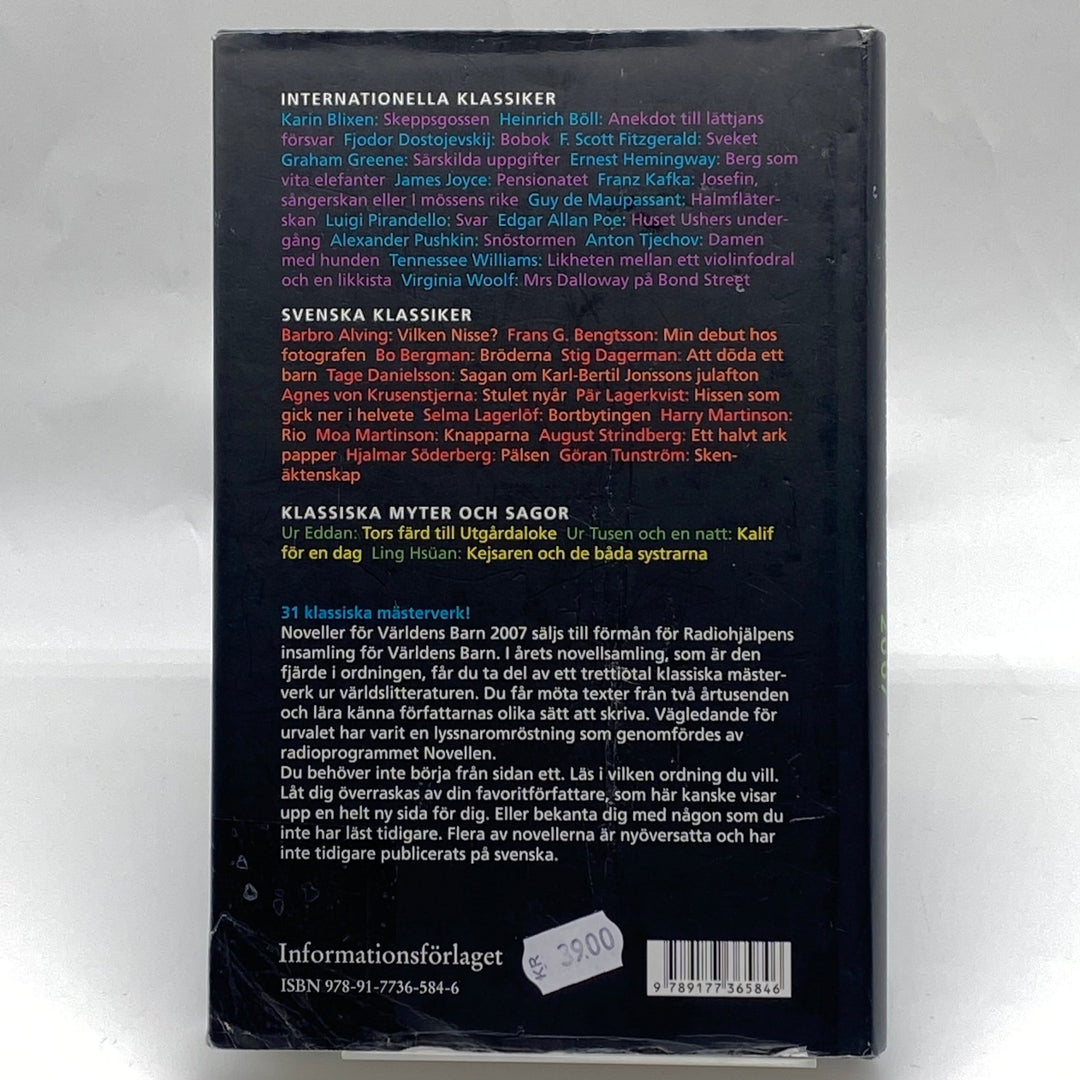 INTERNATIONELLA KLASSIKER
Karin Blixen: Skeppsgossen Heinrich Böll: Anekdot till lättjans
försvar Fjodor Dostojevskij: Bobok F. Scott Fitzgerald: Sveket
Graham Greene: Särskilda uppgifter Ernest Hemingway: Berg som
vita elefanter James Joyce: Pensionatet Franz Kafka: Josefin,
sångerskan eller I mössens rike Guy de Maupassant: Halmfläter-
skan Luigi Pirandello: Svar Edgar Allan Poe: Huset Ushers under-
gång Alexander Pushkin: Snöstormen Anton Tjechov: Damen
med hunden Tennessee Williams: Likheten mellan ett violinfodral
och en likkista Virginia Woolf: Mrs Dalloway på Bond Street
SVENSKA KLASSIKER
Barbro Alving: Vilken Nisse? Frans G. Bengtsson: Min debut hos
fotografen Bo Bergman: Bröderna Stig Dagerman: Att döda ett
barn Tage Danielsson: Sagan om Karl-Bertil Jonssons julafton
Agnes von Krusenstjerna: Stulet nyår Pär Lagerkvist: Hissen som
gick ner i helvete Selma Lagerlöf: Bortbytingen Harry Martinson:
Rio Moa Martinson: Knapparna August Strindberg: Ett halvt ark
papper Hjalmar Söderberg: Pälsen Göran Tunström: Sken-
äktenskap
KLASSISKA MYTER OCH SAGOR
Ur Eddan: Tors färd till Utgårdaloke Ur Tusen och en natt: Kalif
för en dag Ling Hsüan: Kejsaren och de båda systrarna
31 klassiska mästerverk!
Noveller för Världens Barn 2007 säljs till förmån för Radiohjälpens
insamling för Världens Barn. I årets novellsamling, som är den
fjärde i ordningen, får du ta del av ett trettiotal klassiska mäster-
verk ur världslitteraturen. Du får möta texter från två årtusenden
och lära känna författarnas olika sätt att skriva. Vägledande för
urvalet har varit en lyssnaromröstning som genomfördes av
radioprogrammet Novellen.
Du behöver inte börja från sidan ett. Läs i vilken ordning du vill.
Låt dig överraskas av din favoritförfattare, som här kanske visar
upp en helt ny sida för dig. Eller bekanta dig med någon som du
inte har läst tidigare. Flera av novellerna är nyöversatta och har
inte tidigare publicerats på svenska.
Informationsförlaget
ISBN 978-91-7736-584-6
KR 39.00
9 789177 365846